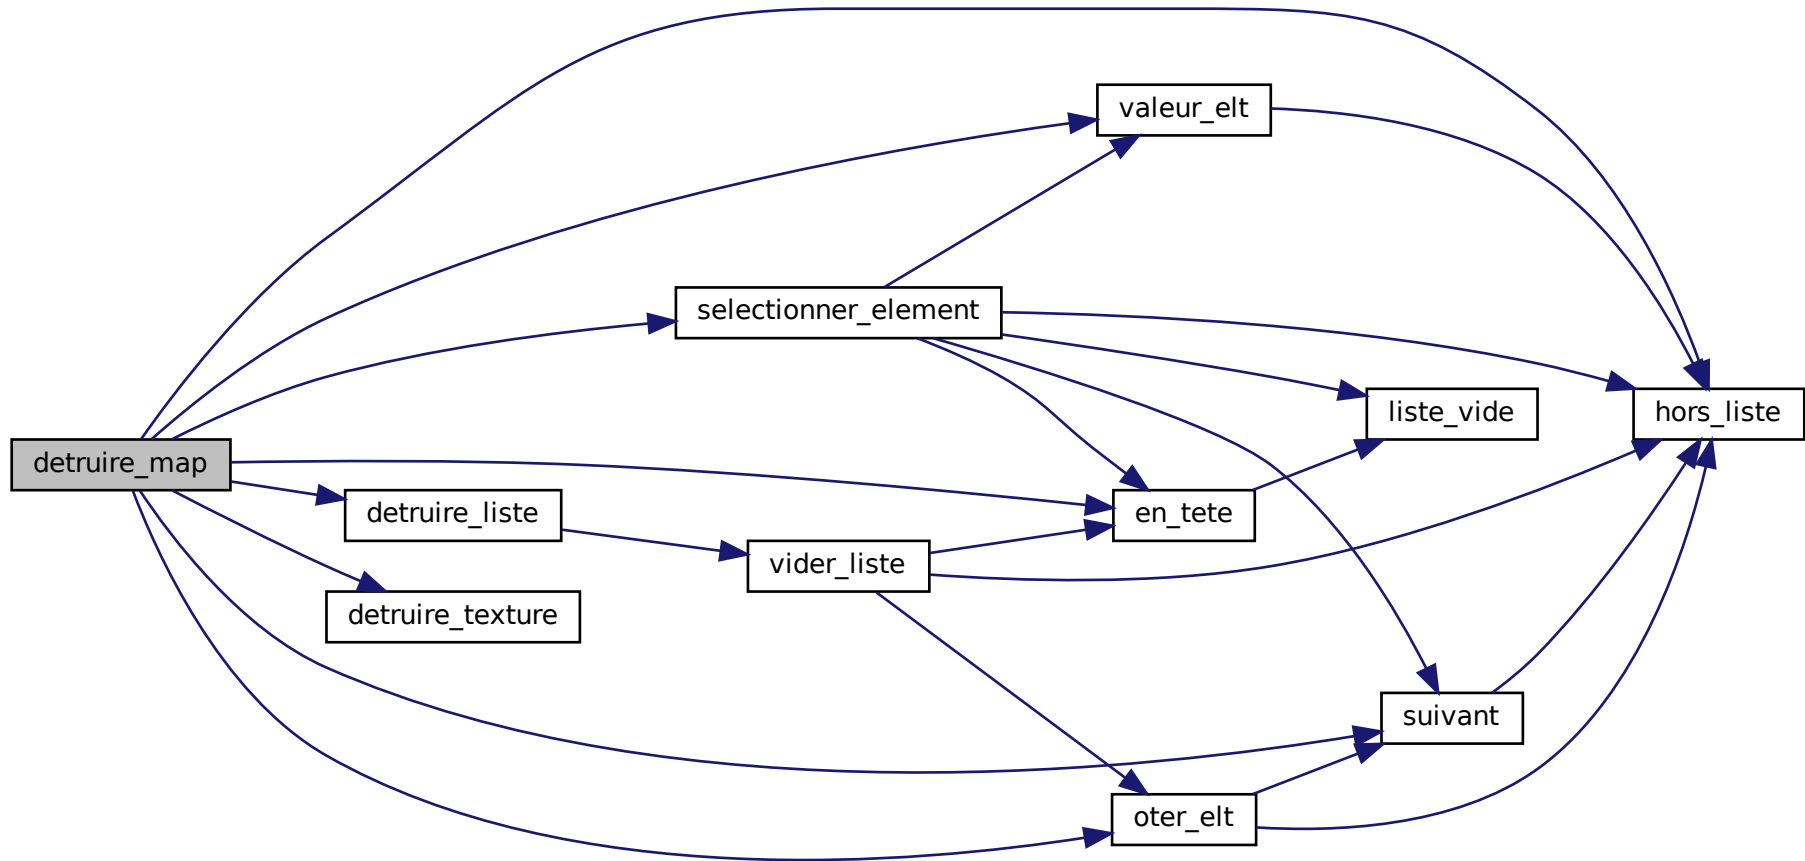 valeur_elt
selectionner_element
liste_vide
hors_liste
detruire_map
detruire_liste
en_tete
vider_liste
detruire_texture
suivant
oter_elt